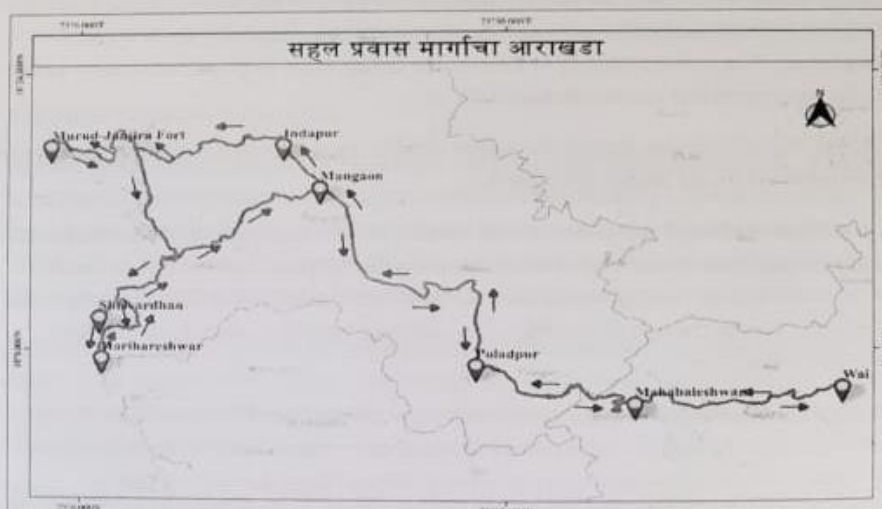 सहल प्रवास मार्गाचा आराखडा
N
Murud-Janjira Fort
Indapur
Mangaon
Shrivardhan
Harihareshwar
Poladpur
Mahabaleshwar
Wai